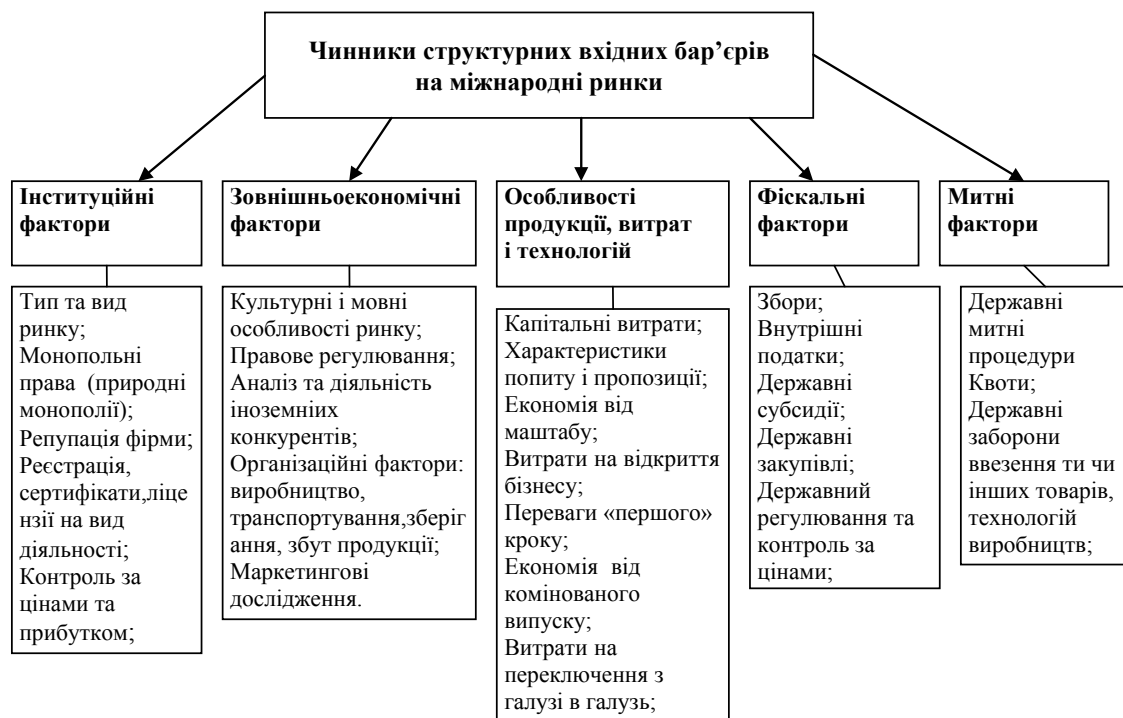 Чинники структурних вхідних бар’єрів
на міжнародні ринки
Інституційні
фактори
Зовнішньоекономічні
фактори
Особливості
продукції, витрат
і технологій
Фіскальні
фактори
Митні
фактори
Тип та вид
ринку;
Монопольні
права (природні
монополії);
Репупація фірми;
Реєстрація,
сертифікати,ліце
нзії на вид
діяльності;
Контроль за
цінами та
прибутком;
Культурні і мовні
особливості ринку;
Правове регулювання;
Аналіз та діяльність
іноземніих
конкурентів;
Організаційні фактори:
виробництво,
транспортування,зберіг
ання, збут продукції;
Маркетингові
дослідження.
Капітальні витрати;
Характеристики
попиту і пропозиції;
Економія від
маштабу;
Витрати на відкриття
бізнесу;
Переваги «першого»
кроку;
Економія від
комінованого
випуску;
Витрати на
переключення з
галузі в галузь;
Збори;
Внутрішні
податки;
Державні
субсидії;
Державні
закупівлі;
Державний
регулювання та
контроль за
цінами;
Державні
митні
процедури
Квоти;
Державні
заборони
ввезення ти чи
інших товарів,
технологій
виробництв;